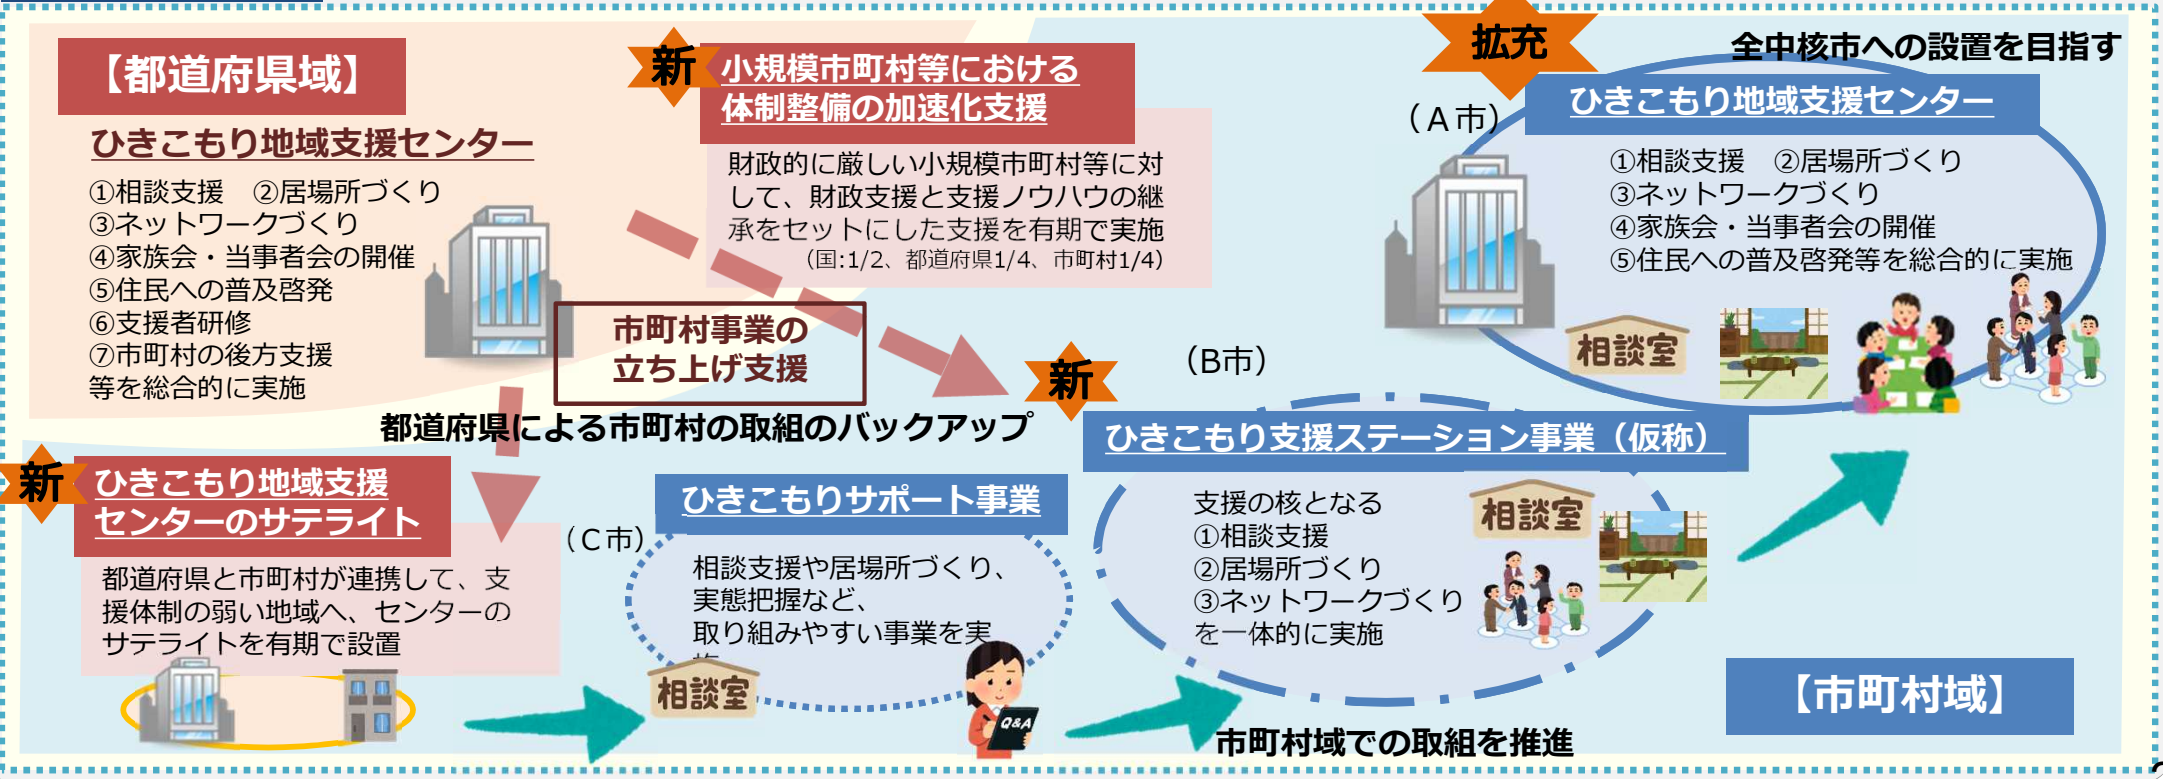 【都道府県域】
ひきこもり地域支援センター
①相談支援　②居場所づくり
③ネットワークづくり
④家族会・当事者会の開催
⑤住民への普及啓発
⑥支援者研修
⑦市町村の後方支援
等を総合的に実施
新
小規模市町村等における
体制整備の加速化支援
財政的に厳しい小規模市町村等に対
して、財政支援と支援ノウハウの継
承をセットにした支援を有期で実施
（国:1/2、都道府県1/4、市町村1/4）
市町村事業の
立ち上げ支援
都道府県による市町村の取組のバックアップ
拡充
全中核市への設置を目指す
（Ａ市）
ひきこもり地域支援センター
①相談支援　②居場所づくり
③ネットワークづくり
④家族会・当事者会の開催
⑤住民への普及啓発等を総合的に実施
相談室
新
（B市）
ひきこもり支援ステーション事業（仮称）
支援の核となる
①相談支援
②居場所づくり
③ネットワークづくり
を一体的に実施
相談室
新
ひきこもり地域支援
センターのサテライト
都道府県と市町村が連携して、支
援体制の弱い地域へ、センターの
サテライトを有期で設置
（Ｃ市）
ひきこもりサポート事業
相談支援や居場所づくり、
実態把握など、
取り組みやすい事業を実
相談室
Q&A
市町村域での取組を推進
【市町村域】